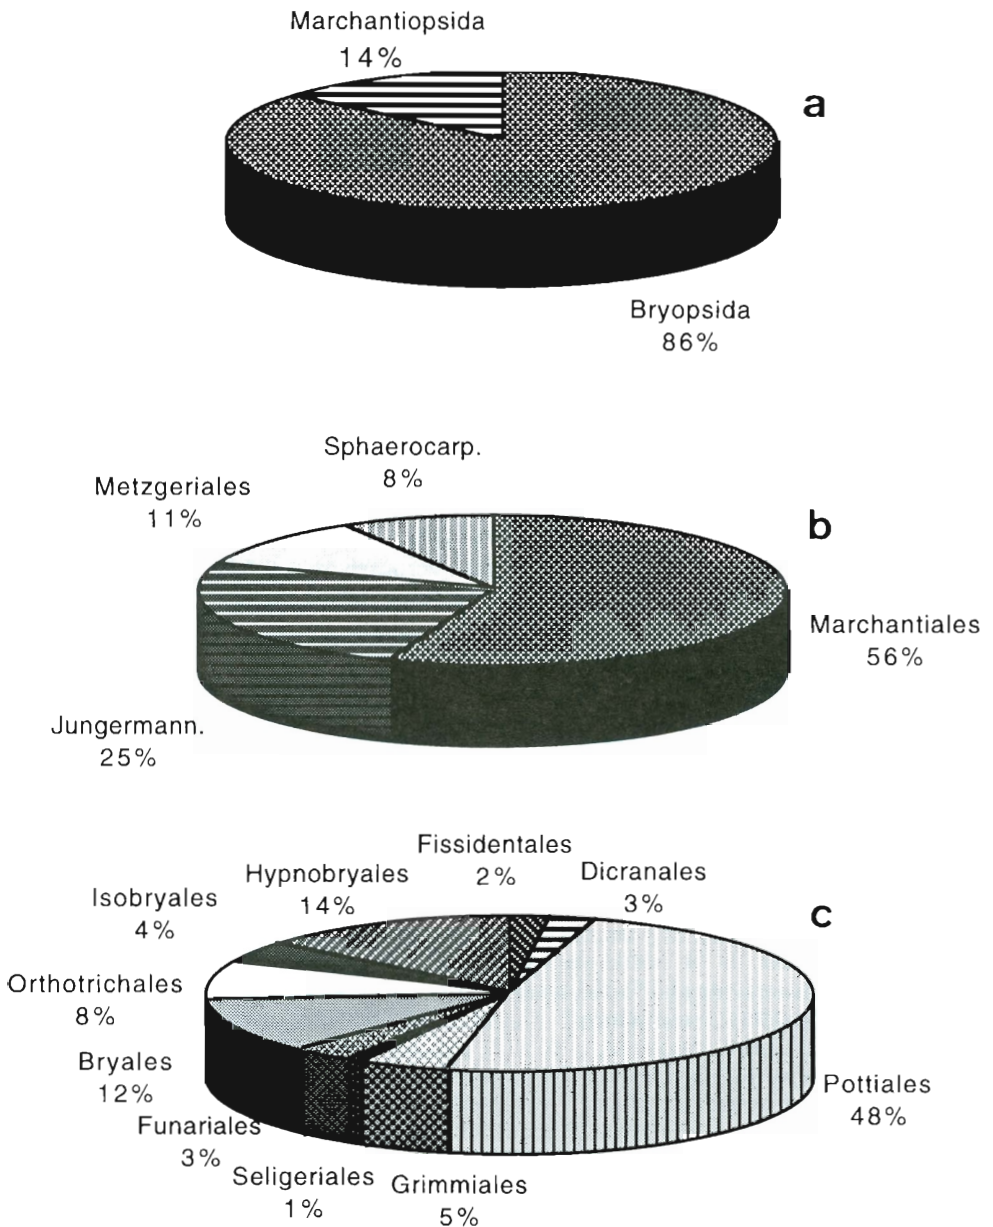 Marchantiopsida
14%
a
Bryopsida
86%
Sphaerocarp.
8%
Metzgeriales
11%
b
Marchantiales
56%
Jungermann.
25%
Fissidentales
2%
Dicranales
3%
Hypnobryales
14%
c
Isobryales
4%
Orthotrichales
8%
Bryales
12%
Pottiales
48%
Funariales
3%
Seligeriales
1%
Grimmiales
5%